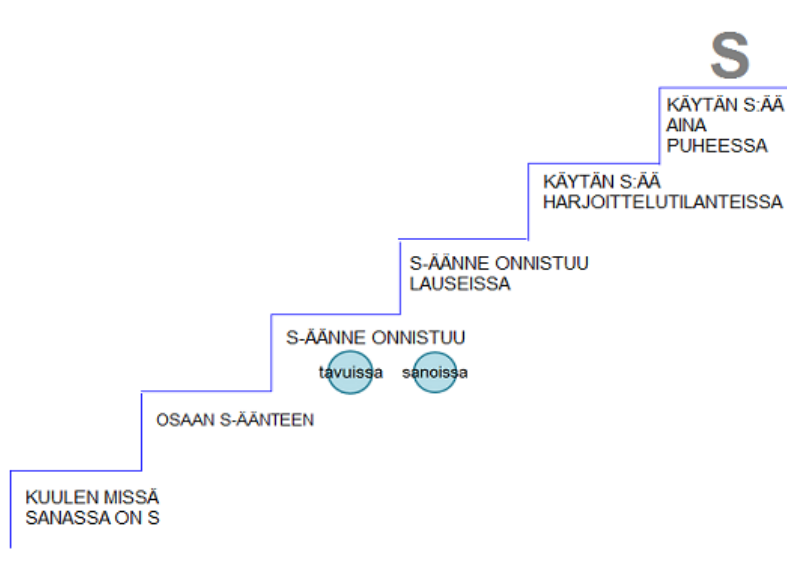 S
KÄYTÄN S:ÄÄ
AINA
PUHEESSA
KÄYTÄN S:ÄÄ
HARJOITTELUTILANTEISSA
S-ÄÄNNE ONNISTUU
LAUSEISSA
S-ÄÄNNE ONNISTUU
tavuissa sanoissa
OSAAN S-ÄÄNTEEN
KUULEN MISSÄ
SANASSA ON S